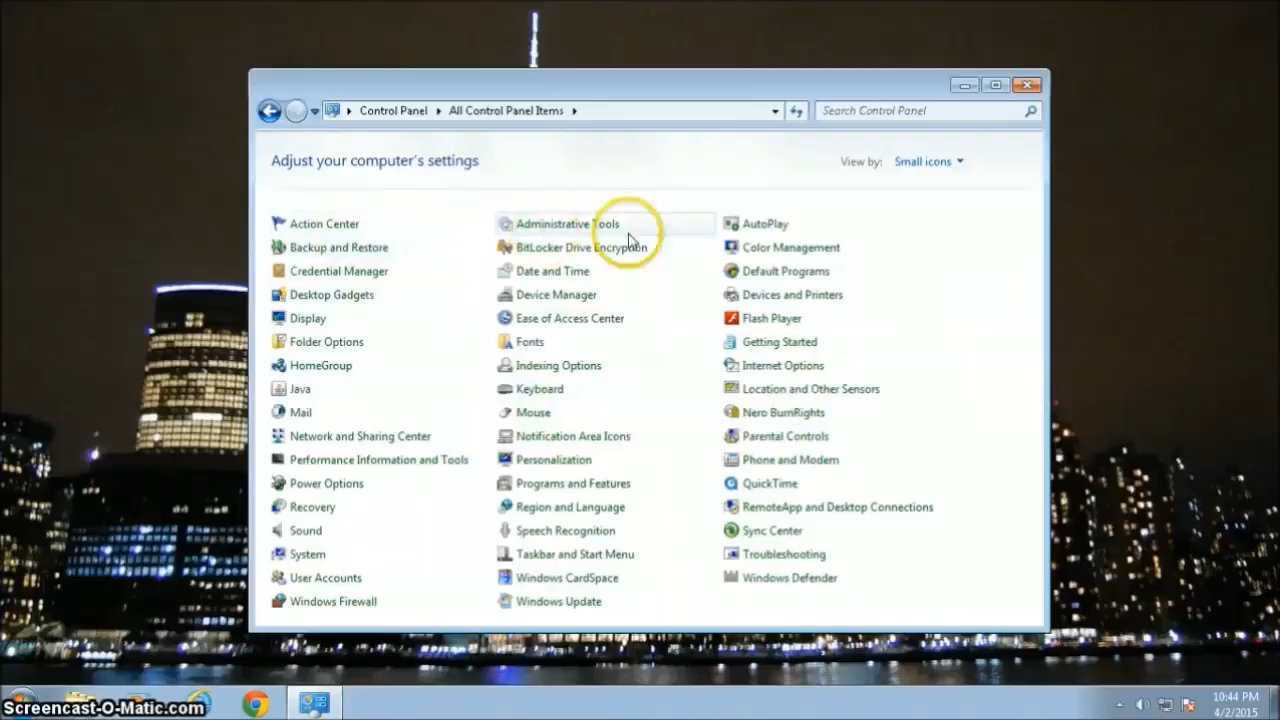 Control Panel All Control Panel Items Search Control Panel
Adjust your computer's settings
View by: Small icons
Action Center Administrative Tools AutoPlay
Backup and Restore BitLocker Drive Encryption Color Management
Credential Manager Date and Time Default Programs
Desktop Gadgets Device Manager Devices and Printers
Display Ease of Access Center Flash Player
Folder Options Fonts Getting Started
HomeGroup Indexing Options Internet Options
Java Keyboard Location and Other Sensors
Mail Mouse Nero BurnRights
Network and Sharing Center Notification Area Icons Parental Controls
Performance Information and Tools Personalization Phone and Modem
Power Options Programs and Features QuickTime
Recovery Region and Language RemoteApp and Desktop Connections
Sound Speech Recognition Sync Center
System Taskbar and Start Menu Troubleshooting
User Accounts Windows CardSpace Windows Defender
Windows Firewall Windows Update
Screencast-O-Matic.com
10:44 PM
4/2/2015